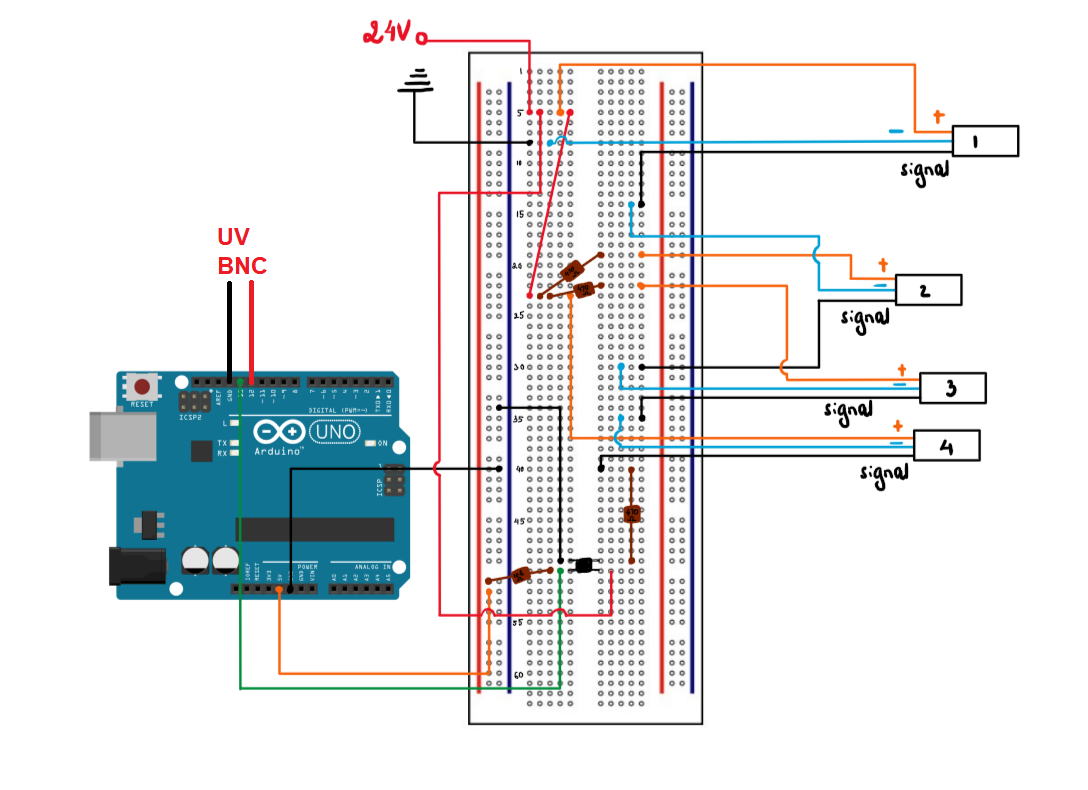 24V
1
5
10
15
20
25
30
35
40
45
55
60
+
-
1
signal
+
-
2
signal
+
-
3
signal
+
-
4
signal
470
Ω
UV
BNC
RESET
ICSP2
AREF
GND
13
12
~11
~10
~9
8
7
~6
~5
4
~3
2
TX▶1
RX◀0
DIGITAL (PWM=~)
L
TX
RX
UNO
ON
Arduino™
1
ICSP
IOREF
RESET
3V3
5V
GND
VIN
POWER
ANALOG IN
A0
A1
A2
A3
A4
A5